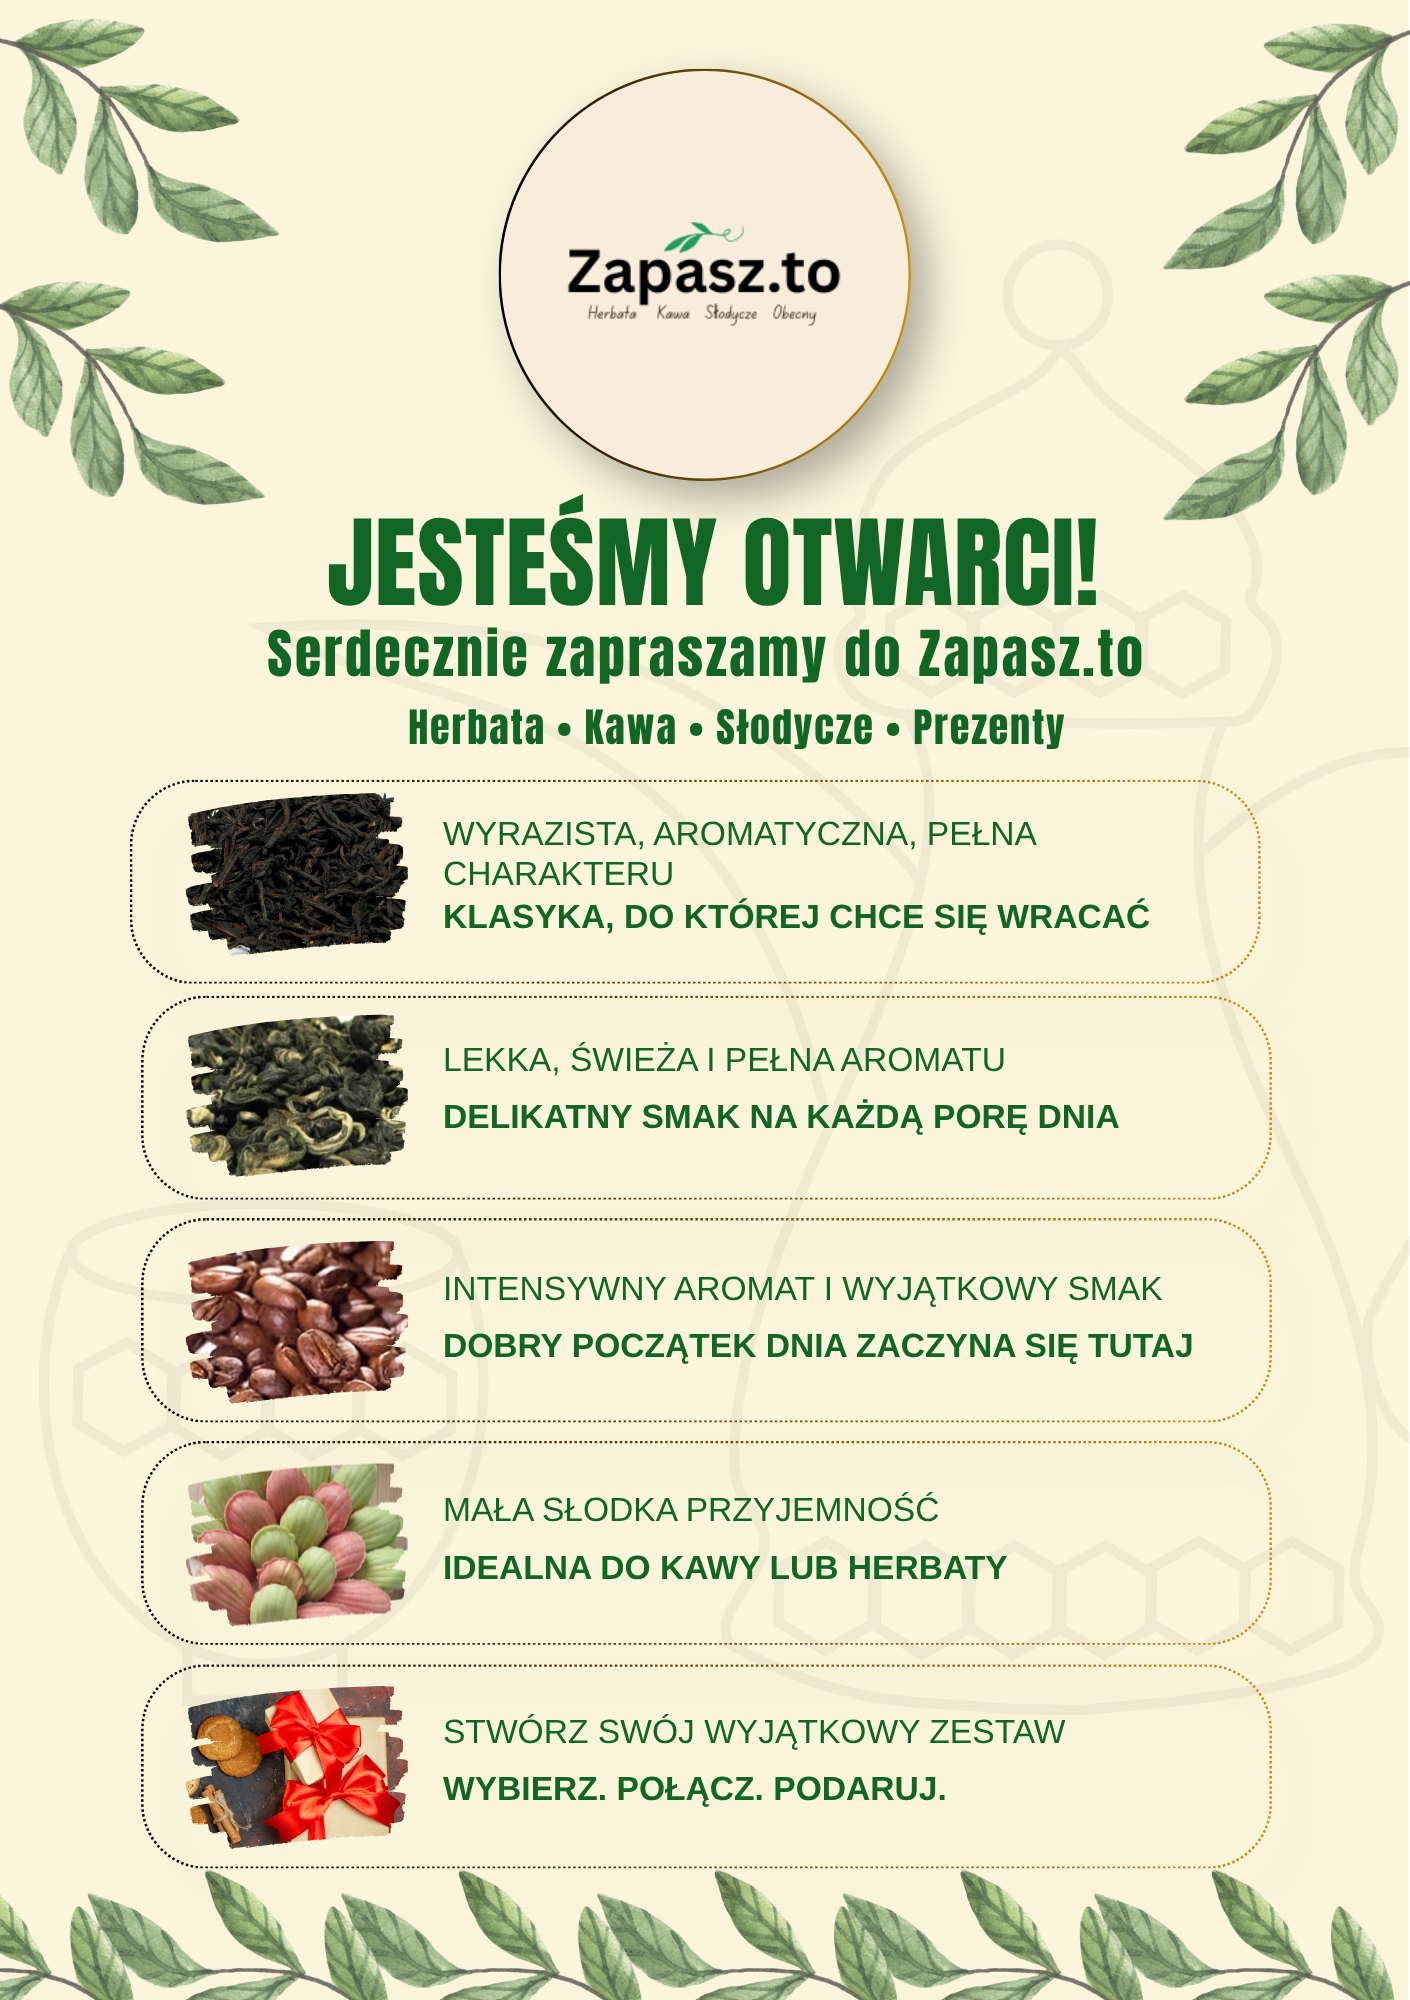 Zapasz.to
Herbata Kawa Słodycze Obecny
JESTEŚMY OTWARCI!
Serdecznie zapraszamy do Zapasz.to
Herbata • Kawa • Słodycze • Prezenty
WYRAZISTA, AROMATYCZNA, PEŁNA
CHARAKTERU
KLASYKA, DO KTÓREJ CHCE SIĘ WRACAĆ
LEKKA, ŚWIEŻA I PEŁNA AROMATU
DELIKATNY SMAK NA KAŻDĄ PORĘ DNIA
INTENSYWNY AROMAT I WYJĄTKOWY SMAK
DOBRY POCZĄTEK DNIA ZACZYNA SIĘ TUTAJ
MAŁA SŁODKA PRZYJEMNOŚĆ
IDEALNA DO KAWY LUB HERBATY
STWÓRZ SWÓJ WYJĄTKOWY ZESTAW
WYBIERZ. POŁĄCZ. PODARUJ.